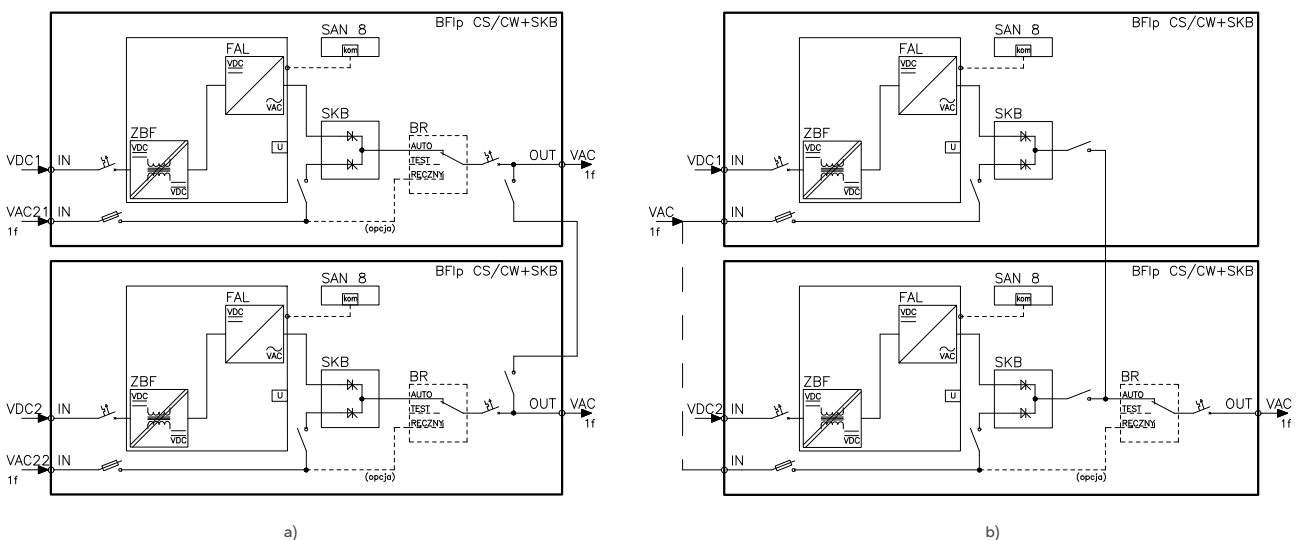 BFIp CS/CW+SKB
SAN 8
kom
FAL
VDC
VAC
SKB
ZBF
VDC
VDC
U
BR
AUTO
TEST
RĘCZNY
(opcja)
VDC1 IN
VAC21 IN
1f
OUT VAC
1f
BFIp CS/CW+SKB
SAN 8
kom
FAL
VDC
VAC
SKB
ZBF
VDC
VDC
U
BR
AUTO
TEST
RĘCZNY
(opcja)
VDC2 IN
VAC22 IN
1f
OUT VAC
1f
a)
BFIp CS/CW+SKB
SAN 8
kom
FAL
VDC
VAC
SKB
ZBF
VDC
VDC
U
VDC1 IN
VAC IN
1f
BFIp CS/CW+SKB
SAN 8
kom
FAL
VDC
VAC
SKB
ZBF
VDC
VDC
U
BR
AUTO
TEST
RĘCZNY
(opcja)
VDC2 IN
IN
OUT VAC
1f
b)